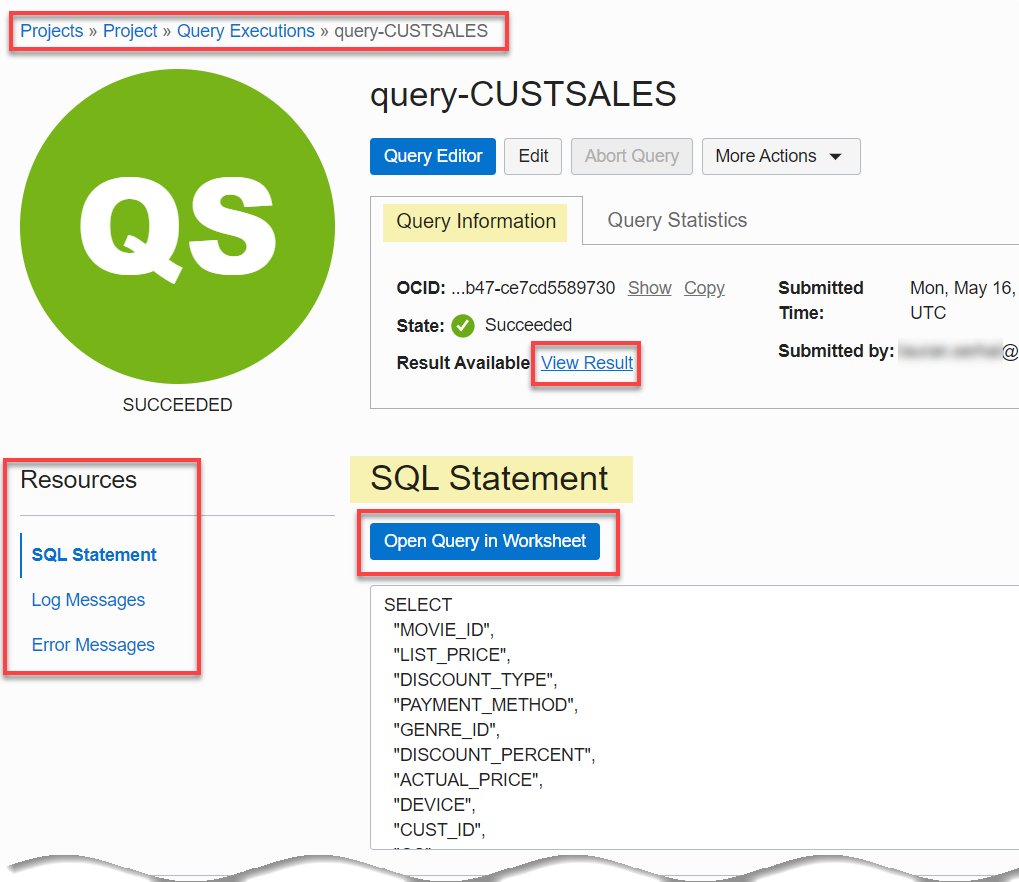 Projects » Project » Query Executions » query-CUSTSALES
QS
SUCCEEDED
query-CUSTSALES
Query Editor Edit Abort Query More Actions
Query Information Query Statistics
OCID: ...b47-ce7cd5589730 Show Copy
State: Succeeded
Result Available View Result
Submitted Time: Mon, May 16, UTC
Submitted by: @
Resources
SQL Statement
Log Messages
Error Messages
SQL Statement
Open Query in Worksheet
SELECT
"MOVIE_ID",
"LIST_PRICE",
"DISCOUNT_TYPE",
"PAYMENT_METHOD",
"GENRE_ID",
"DISCOUNT_PERCENT",
"ACTUAL_PRICE",
"DEVICE",
"CUST_ID",